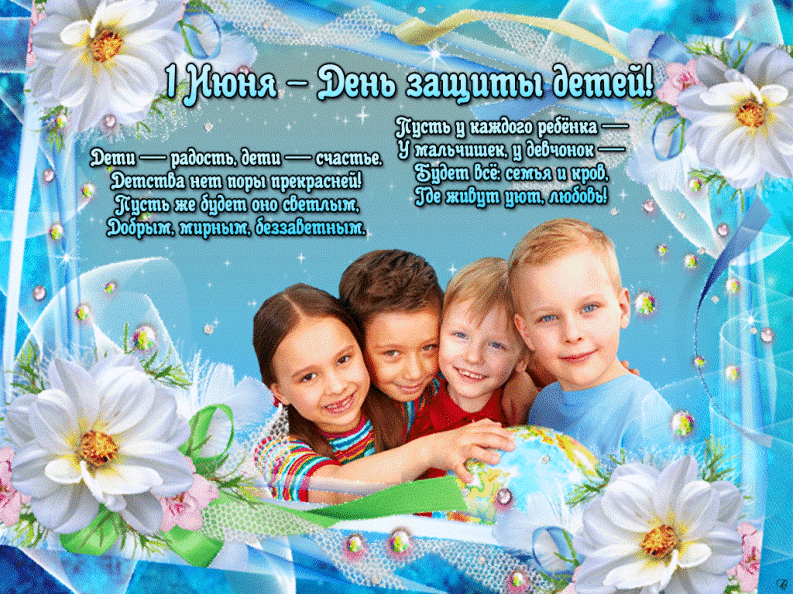 1 Июня – День защиты детей!
Дети — радость, дети — счастье,
Детства нет поры прекрасней!
Пусть же будет оно светлым,
Добрым, мирным, беззаветным.
Пусть у каждого ребёнка —
У мальчишек, у девчонок —
Будет всё: семья и кров,
Где живут уют, любовь!